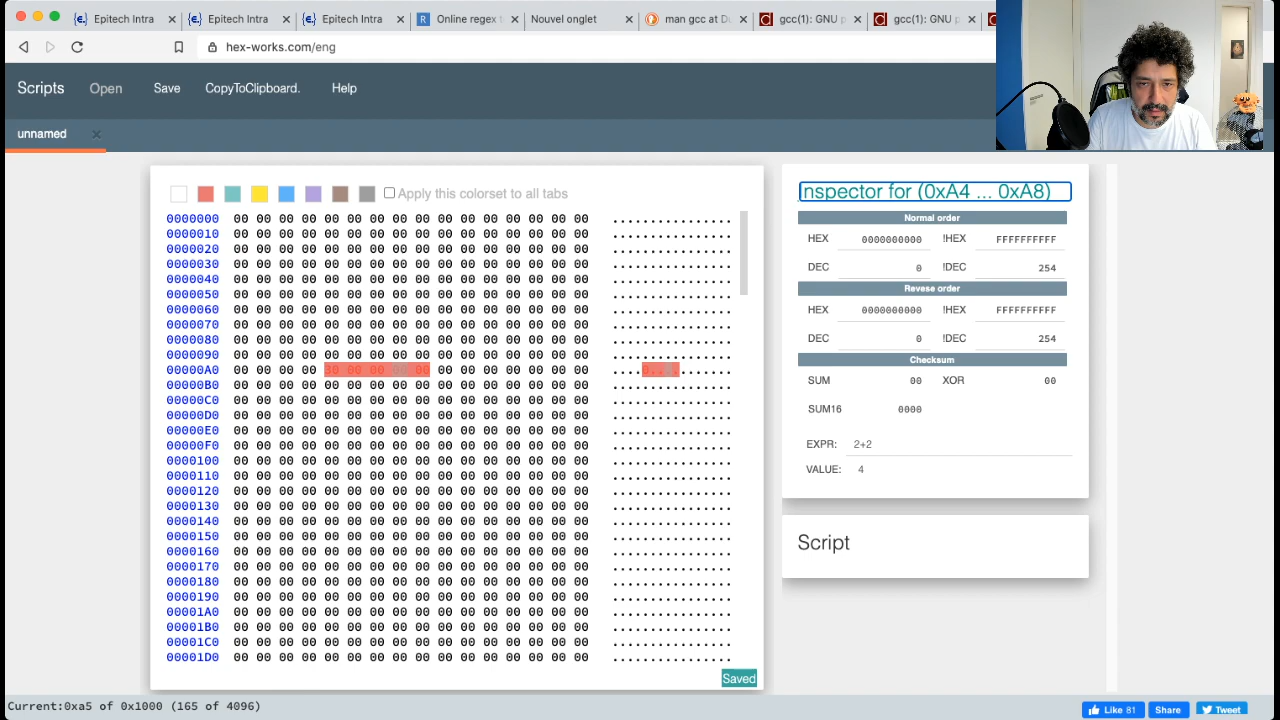 Epitech Intra × Epitech Intra × Epitech Intra × Online regex t × Nouvel onglet × man gcc at Du × gcc(1): GNU p × gcc(1): GNU p ×
hex-works.com/eng
Scripts Open Save CopyToClipboard. Help
unnamed ×
Apply this colorset to all tabs
0000000 00 00 00 00 00 00 00 00 00 00 00 00 00 00 00 00 ................
0000010 00 00 00 00 00 00 00 00 00 00 00 00 00 00 00 00 ................
0000020 00 00 00 00 00 00 00 00 00 00 00 00 00 00 00 00 ................
0000030 00 00 00 00 00 00 00 00 00 00 00 00 00 00 00 00 ................
0000040 00 00 00 00 00 00 00 00 00 00 00 00 00 00 00 00 ................
0000050 00 00 00 00 00 00 00 00 00 00 00 00 00 00 00 00 ................
0000060 00 00 00 00 00 00 00 00 00 00 00 00 00 00 00 00 ................
0000070 00 00 00 00 00 00 00 00 00 00 00 00 00 00 00 00 ................
0000080 00 00 00 00 00 00 00 00 00 00 00 00 00 00 00 00 ................
0000090 00 00 00 00 00 00 00 00 00 00 00 00 00 00 00 00 ................
00000A0 00 00 00 00 30 00 00 00 00 00 00 00 00 00 00 00 ....0...........
00000B0 00 00 00 00 00 00 00 00 00 00 00 00 00 00 00 00 ................
00000C0 00 00 00 00 00 00 00 00 00 00 00 00 00 00 00 00 ................
00000D0 00 00 00 00 00 00 00 00 00 00 00 00 00 00 00 00 ................
00000E0 00 00 00 00 00 00 00 00 00 00 00 00 00 00 00 00 ................
00000F0 00 00 00 00 00 00 00 00 00 00 00 00 00 00 00 00 ................
0000100 00 00 00 00 00 00 00 00 00 00 00 00 00 00 00 00 ................
0000110 00 00 00 00 00 00 00 00 00 00 00 00 00 00 00 00 ................
0000120 00 00 00 00 00 00 00 00 00 00 00 00 00 00 00 00 ................
0000130 00 00 00 00 00 00 00 00 00 00 00 00 00 00 00 00 ................
0000140 00 00 00 00 00 00 00 00 00 00 00 00 00 00 00 00 ................
0000150 00 00 00 00 00 00 00 00 00 00 00 00 00 00 00 00 ................
0000160 00 00 00 00 00 00 00 00 00 00 00 00 00 00 00 00 ................
0000170 00 00 00 00 00 00 00 00 00 00 00 00 00 00 00 00 ................
0000180 00 00 00 00 00 00 00 00 00 00 00 00 00 00 00 00 ................
0000190 00 00 00 00 00 00 00 00 00 00 00 00 00 00 00 00 ................
00001A0 00 00 00 00 00 00 00 00 00 00 00 00 00 00 00 00 ................
00001B0 00 00 00 00 00 00 00 00 00 00 00 00 00 00 00 00 ................
00001C0 00 00 00 00 00 00 00 00 00 00 00 00 00 00 00 00 ................
00001D0 00 00 00 00 00 00 00 00 00 00 00 00 00 00 00 00 ................
Saved
nspector for (0xA4 ... 0xA8)
Normal order
HEX 0000000000 !HEX FFFFFFFFFF
DEC 0 !DEC 254
Revese order
HEX 0000000000 !HEX FFFFFFFFFF
DEC 0 !DEC 254
Checksum
SUM 00 XOR 00
SUM16 0000
EXPR: 2+2
VALUE: 4
Script
Current:0xa5 of 0x1000 (165 of 4096)
Like 81 Share Tweet